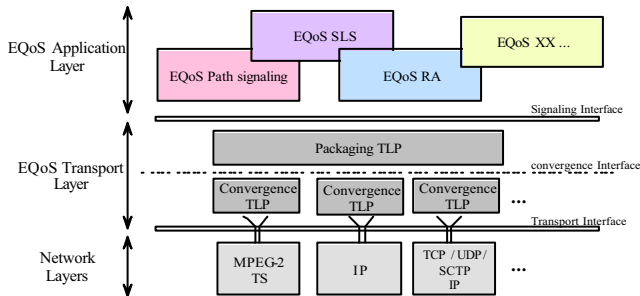 EQoS Application
Layer
EQoS SLS
EQoS XX ...
EQoS Path signaling
EQoS RA
Signaling Interface
Packaging TLP
EQoS Transport
Layer
convergence Interface
Convergence
TLP
Convergence
TLP
Convergence
TLP
...
Transport Interface
Network
Layers
MPEG-2
TS
IP
TCP / UDP /
SCTP
IP
...